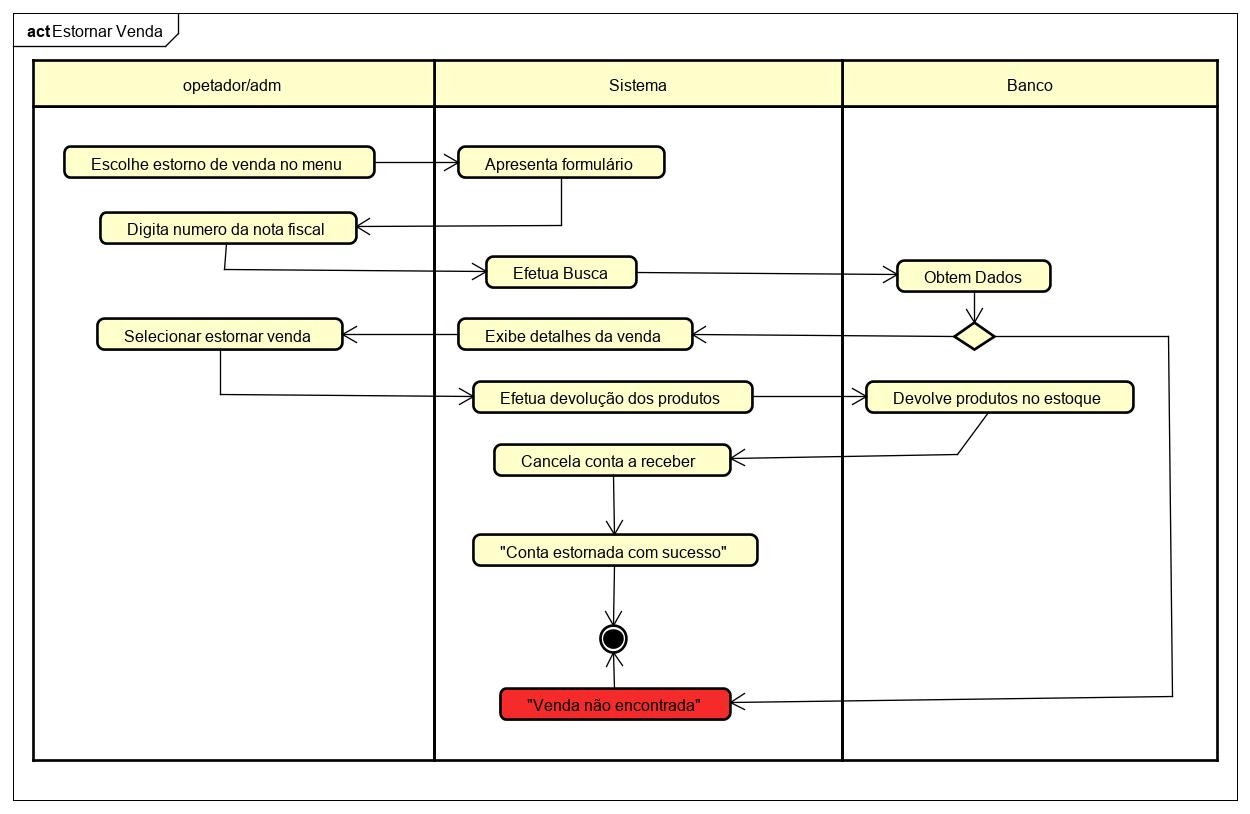 act Estornar Venda
opetador/adm
Sistema
Banco
Escolhe estorno de venda no menu
Apresenta formulário
Digita numero da nota fiscal
Efetua Busca
Obtem Dados
Selecionar estornar venda
Exibe detalhes da venda
Efetua devolução dos produtos
Devolve produtos no estoque
Cancela conta a receber
"Conta estornada com sucesso"
"Venda não encontrada"